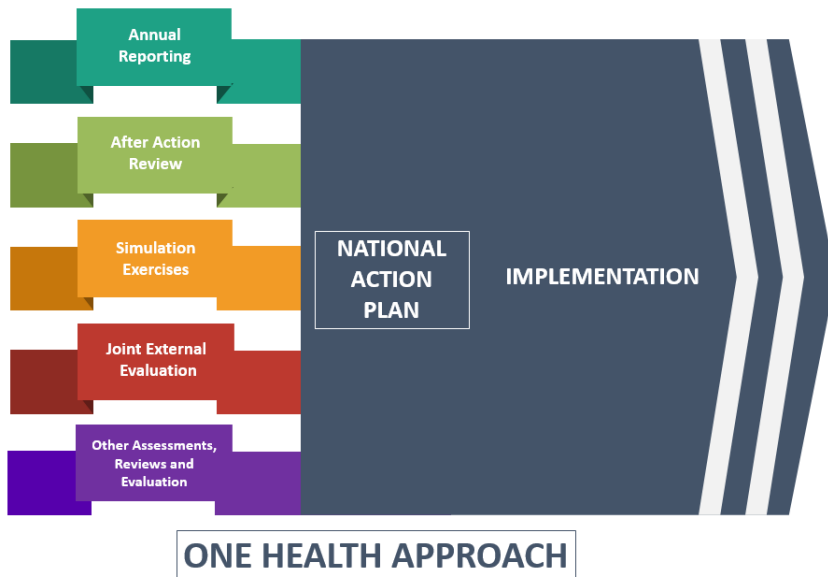 Annual
Reporting
After Action
Review
Simulation
Exercises
Joint External
Evaluation
Other Assessments,
Reviews and
Evaluation
NATIONAL
ACTION
PLAN
IMPLEMENTATION
ONE HEALTH APPROACH